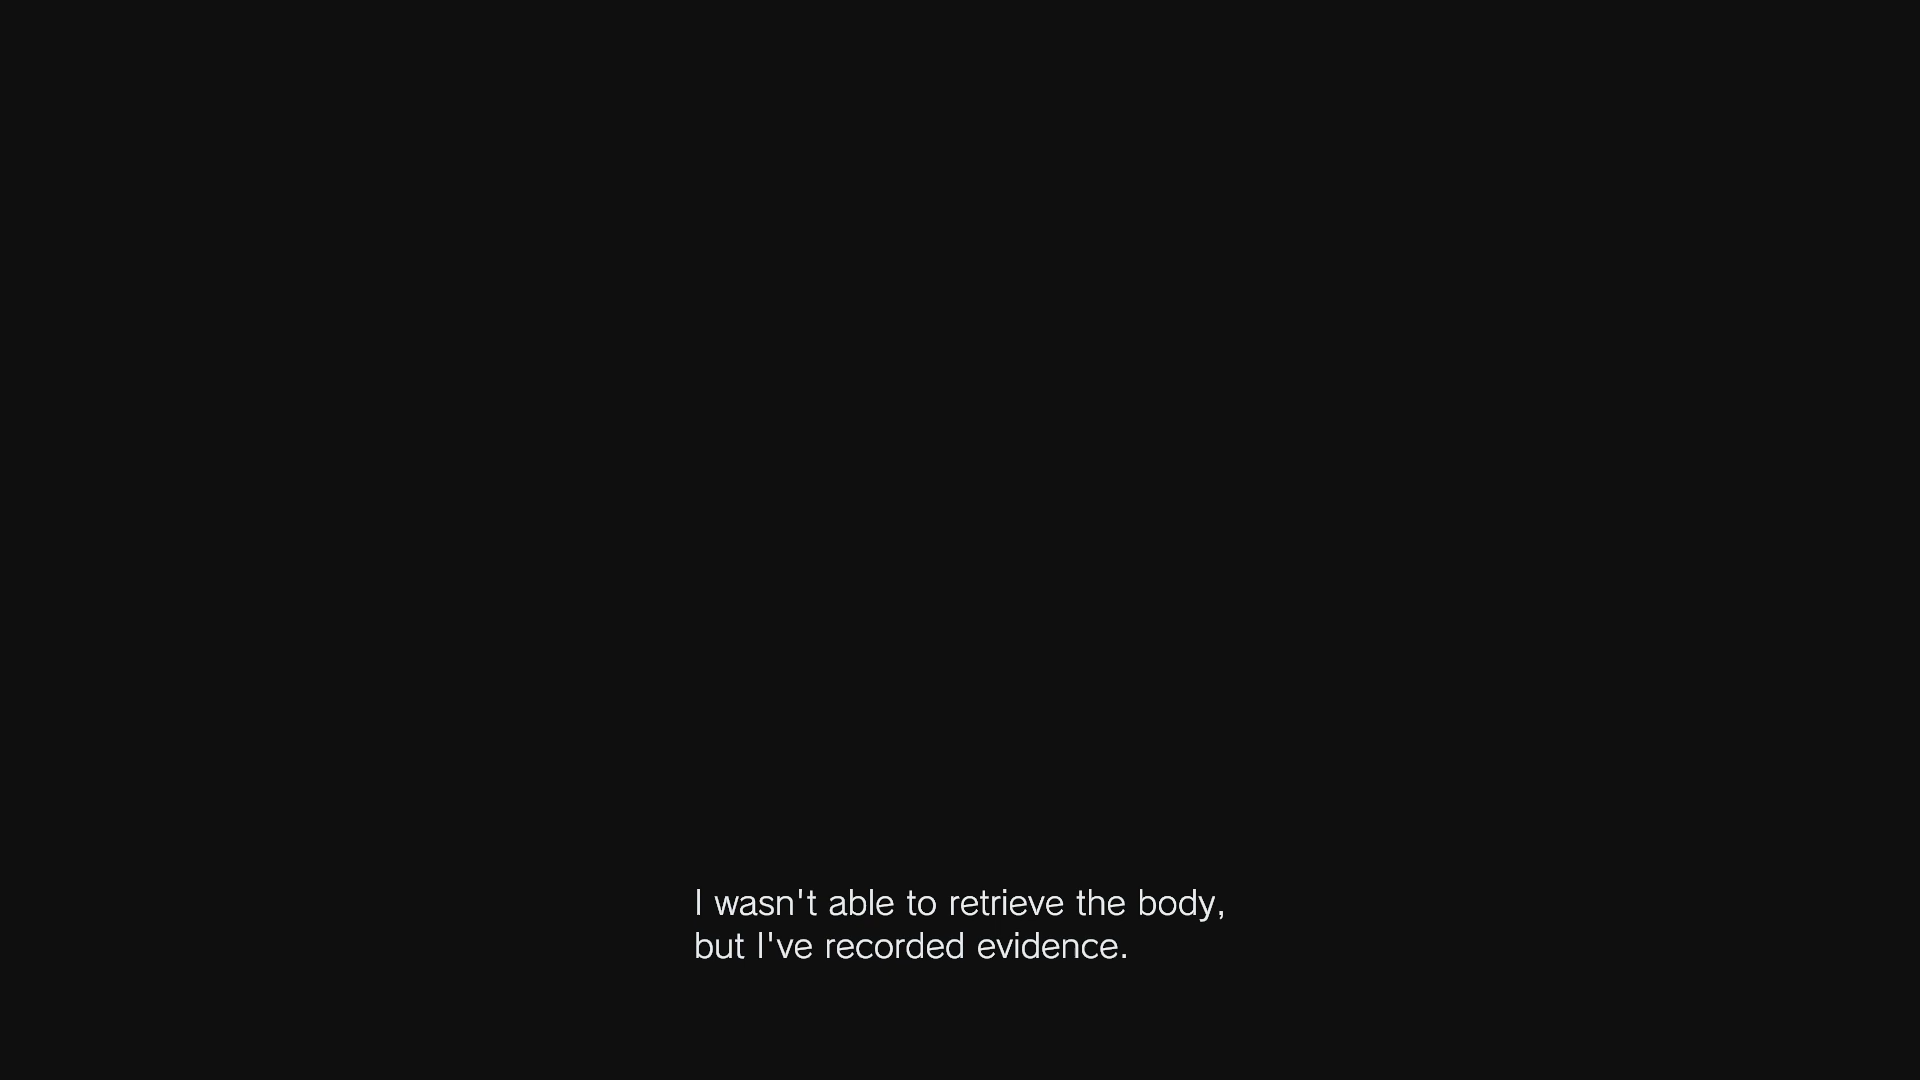 I wasn't able to retrieve the body,
but I've recorded evidence.